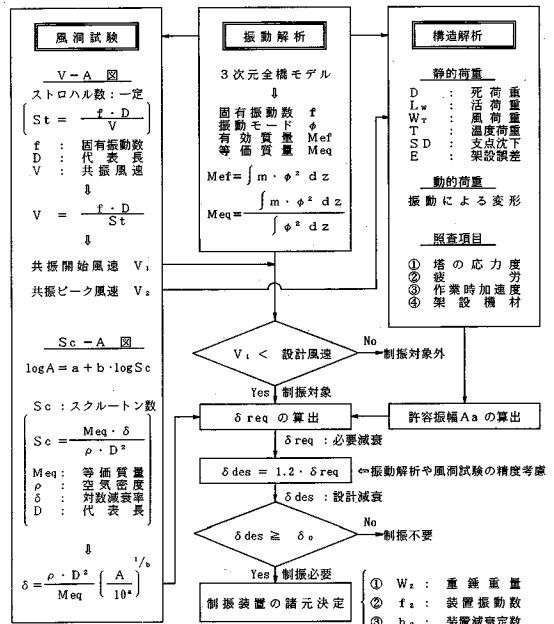 風洞試験
V－A 図
ストロハル数：一定
St = f・D / V
f ： 固有振動数
D ： 代表長
V ： 共振風速
⇓
V = f・D / St
⇓
共振開始風速 V₁
共振ピーク風速 V₂
Sc－A 図
logA = a + b・logSc
Sc ：スクルートン数
Sc = Meq・δ / ρ・D²
Meq： 等価質量
ρ ： 空気密度
δ ： 対数減衰率
D ： 代表長
⇓
δ = ρ・D² / Meq { A / 10ᵃ } 1/b
振動解析
3次元全橋モデル
⇓
固有振動数 f
振動モード φ
有効質量 Mef
等価質量 Meq
Mef = ∫ m・φ² dz
Meq = ∫ m・φ² dz / ∫ φ² dz
構造解析
静的荷重
D ： 死荷重
Lw ： 活荷重
WT ： 風荷重
T ： 温度荷重
SD ： 支点沈下
E ： 架設誤差
動的荷重
振動による変形
照査項目
① 塔の応力度
② 疲労
③ 作業時加速度
④ 架設機材
V₁ < 設計風速
No
制振対象外
Yes 制振対象
δreq の算出
許容振幅Aaの算出
δreq：必要減衰
δdes = 1.2・δreq
⇐振動解析や風洞試験の精度考慮
δdes：設計減衰
δdes ≧ δ₀
No
制振不要
Yes 制振必要
制振装置の諸元決定
① W₂ ： 重錘重量
② f₂ ： 装置振動数
③ 装置減衰定数